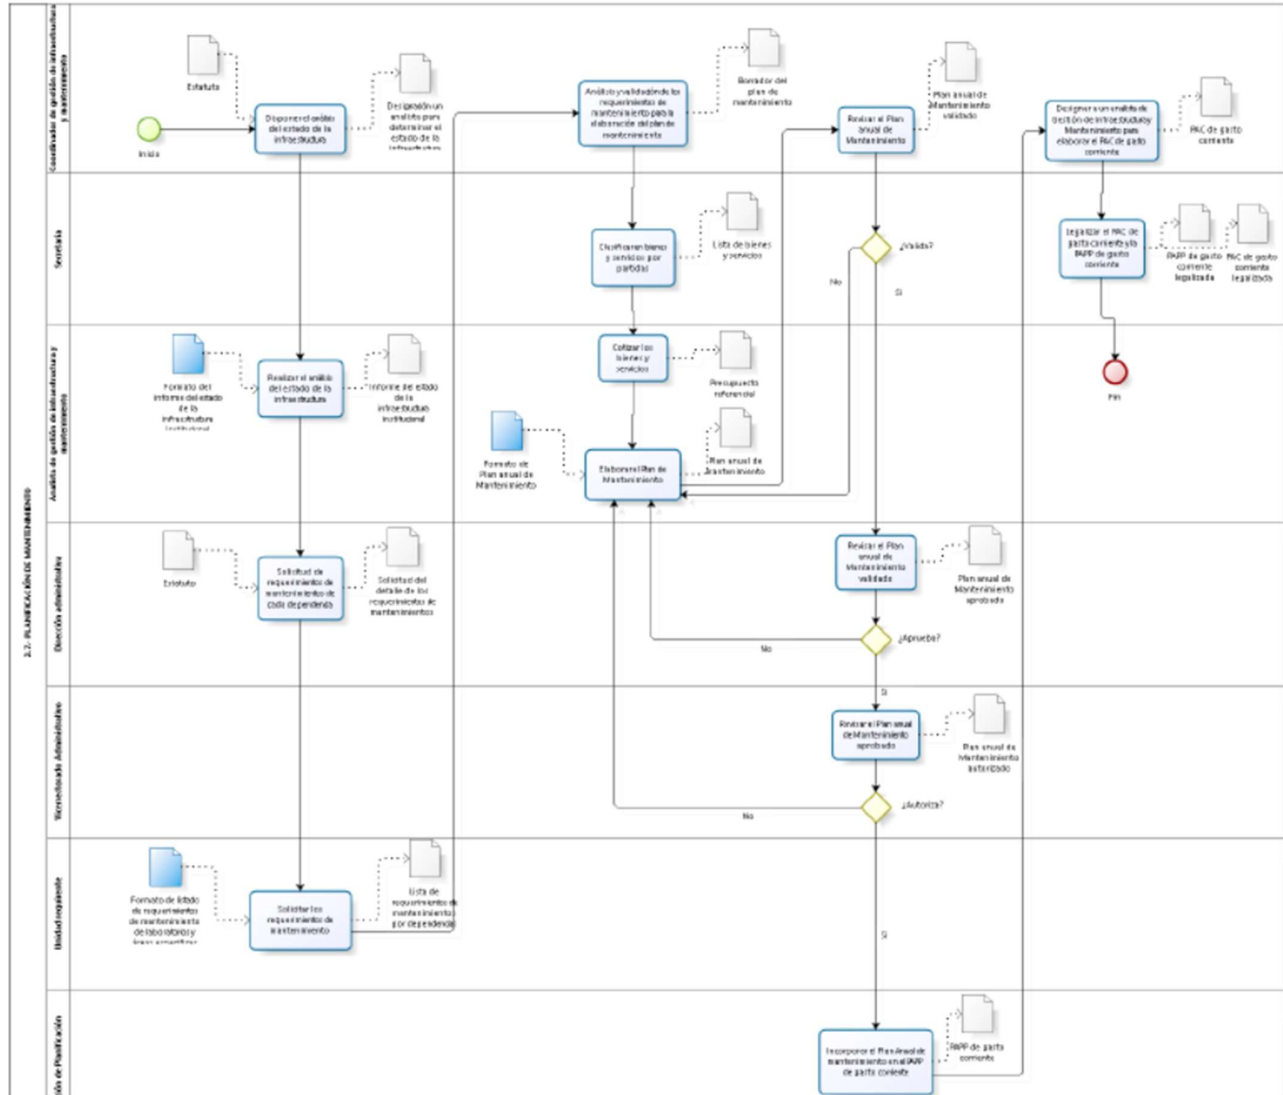 2.2.- PLANIFICACIÓN DE MANTENIMIENTO
Coordinador de gestión de infraestructura
y mantenimiento
Inicio
Estatuto
Disponer el análisis
del estado de la
infraestructura
Designación un
analista para
determinar el
estado de la
infraestructura
Análisis y validación de los
requerimientos de
mantenimiento para la
elaboración del plan de
mantenimiento
Borrador del
plan de
mantenimiento
Revisar el Plan
anual de
Mantenimiento
Plan anual de
Mantenimiento
validado
Designar a un analista de
Gestión de Infraestructura y
Mantenimiento para
elaborar el PAC de gasto
corriente
PAC de gasto
corriente
Secretaria
Clasificar en bienes
y servicios por
partidas
Lista de bienes
y servicios
¿Valida?
No
Si
Legalizar el PAC de
gasto corriente y la
PAPP de gasto
corriente
PAPP de gasto
corriente
legalizada
PAC de gasto
corriente
legalizada
Analista de gestión de infraestructura y
mantenimiento
Formato del
informe del estado
de la
infraestructura
institucional
Realizar el análisis
del estado de la
infraestructura
Informe del estado
de la
infraestructura
institucional
Cotizar los
bienes y
servicios
Presupuesto
referencial
Formato de
Plan anual de
Mantenimiento
Elaborar el Plan de
Mantenimiento
Plan anual de
mantenimiento
Fin
Dirección administrativa
Estatuto
Solicitud de
requerimientos de
mantenimientos de
cada dependencia
Solicitud del
detalle de los
requerimientos de
mantenimientos
Revisar el Plan
anual de
Mantenimiento
validado
Plan anual de
Mantenimiento
aprobado
¿Aprueba?
No
Si
Vicerrectorado Administrativo
Revisar el Plan anual
de Mantenimiento
aprobado
Plan anual de
Mantenimiento
autorizado
¿Autoriza?
No
Si
Unidad requirente
Formato de listado
de requerimientos
de mantenimiento
de laboratorios y
Solicitar los
requerimientos de
mantenimiento
Lista de
requerimientos de
mantenimientos
por dependencia
ión de Planificación
Incorporar el Plan Anual de
mantenimiento en el PAPP
de gasto corriente
PAPP de gasto
corriente